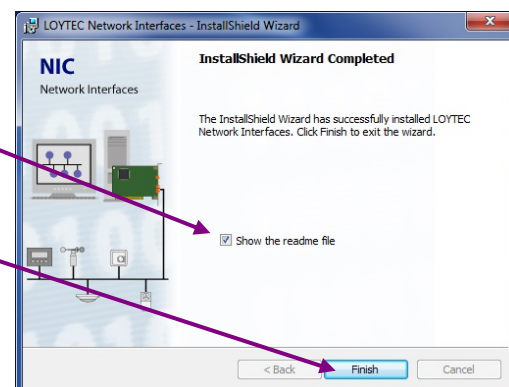 LOYTEC Network Interfaces - InstallShield Wizard
NIC
Network Interfaces
InstallShield Wizard Completed
The InstallShield Wizard has successfully installed LOYTEC
Network Interfaces. Click Finish to exit the wizard.
Show the readme file
< Back
Finish
Cancel